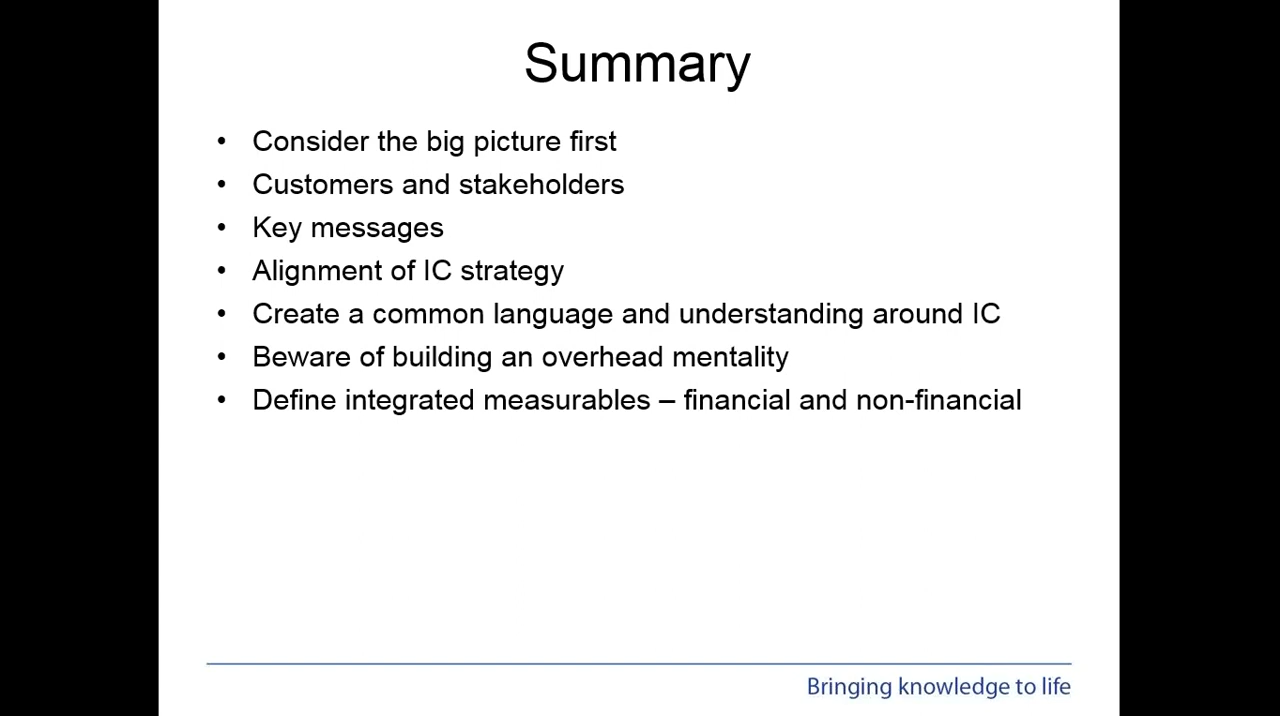 Summary
• Consider the big picture first
• Customers and stakeholders
• Key messages
• Alignment of IC strategy
• Create a common language and understanding around IC
• Beware of building an overhead mentality
• Define integrated measurables – financial and non-financial
Bringing knowledge to life